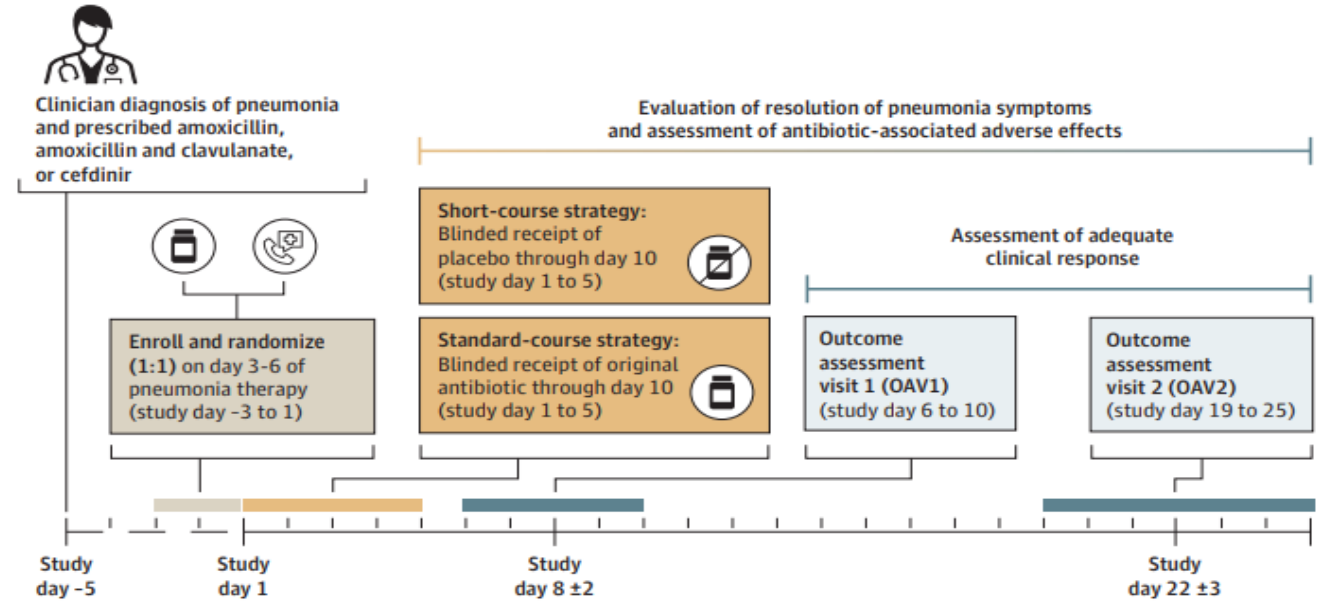 Clinician diagnosis of pneumonia
and prescribed amoxicillin,
amoxicillin and clavulanate,
or cefdinir
Evaluation of resolution of pneumonia symptoms
and assessment of antibiotic-associated adverse effects
Short-course strategy:
Blinded receipt of
placebo through day 10
(study day 1 to 5)
Assessment of adequate
clinical response
Enroll and randomize
(1:1) on day 3-6 of
pneumonia therapy
(study day -3 to 1)
Standard-course strategy:
Blinded receipt of original
antibiotic through day 10
(study day 1 to 5)
Outcome
assessment
visit 1 (OAV1)
(study day 6 to 10)
Outcome
assessment
visit 2 (OAV2)
(study day 19 to 25)
Study
day -5
Study
day 1
Study
day 8 ±2
Study
day 22 ±3